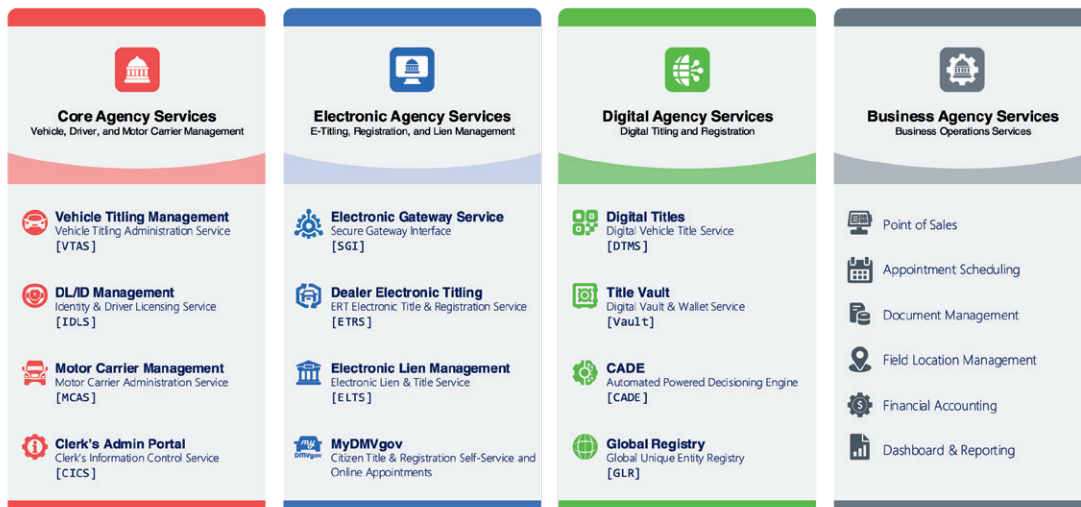 Core Agency Services
Vehicle, Driver, and Motor Carrier Management
Vehicle Titling Management
Vehicle Titling Administration Service
[VTAS]
DL/ID Management
Identity & Driver Licensing Service
[IDLS]
Motor Carrier Management
Motor Carrier Administration Service
[MCAS]
Clerk's Admin Portal
Clerk's Information Control Service
[CICS]
Electronic Agency Services
E-Titling, Registration, and Lien Management
Electronic Gateway Service
Secure Gateway Interface
[SGI]
Dealer Electronic Titling
ERT Electronic Title & Registration Service
[ETRS]
Electronic Lien Management
Electronic Lien & Title Service
[ELTS]
my
DMVgov
MyDMVgov
Citizen Title & Registration Self-Service and
Online Appointments
Digital Agency Services
Digital Titling and Registration
Digital Titles
Digital Vehicle Title Service
[DTMS]
Title Vault
Digital Vault & Wallet Service
[Vault]
CADE
Automated Powered Decisioning Engine
[CADE]
Global Registry
Global Unique Entity Registry
[GLR]
Business Agency Services
Business Operations Services
Point of Sales
Appointment Scheduling
Document Management
Field Location Management
Financial Accounting
Dashboard & Reporting